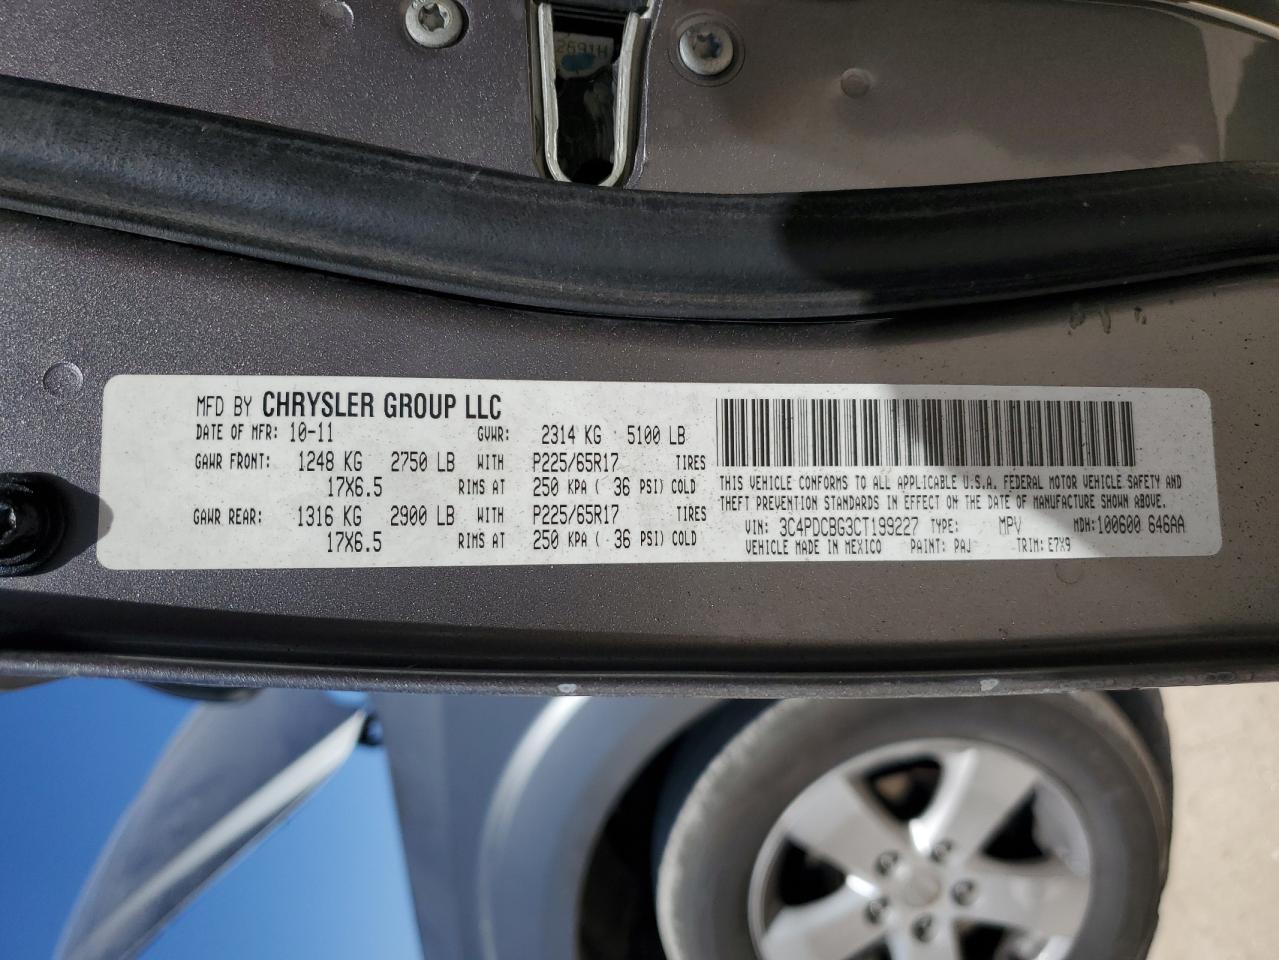 2691H
MFD BY CHRYSLER GROUP LLC
DATE OF MFR: 10-11 GVWR: 2314 KG 5100 LB
GAWR FRONT: 1248 KG 2750 LB WITH P225/65R17 TIRES
17X6.5 RIMS AT 250 KPA ( 36 PSI) COLD
GAWR REAR: 1316 KG 2900 LB WITH P225/65R17 TIRES
17X6.5 RIMS AT 250 KPA ( 36 PSI) COLD
THIS VEHICLE CONFORMS TO ALL APPLICABLE U.S.A. FEDERAL MOTOR VEHICLE SAFETY AND
THEFT PREVENTION STANDARDS IN EFFECT ON THE DATE OF MANUFACTURE SHOWN ABOVE.
VIN: 3C4PDCBG3CT199227 TYPE: MPV MDH:100600 646AA
VEHICLE MADE IN MEXICO PAINT: PAJ TRIM: E7X9